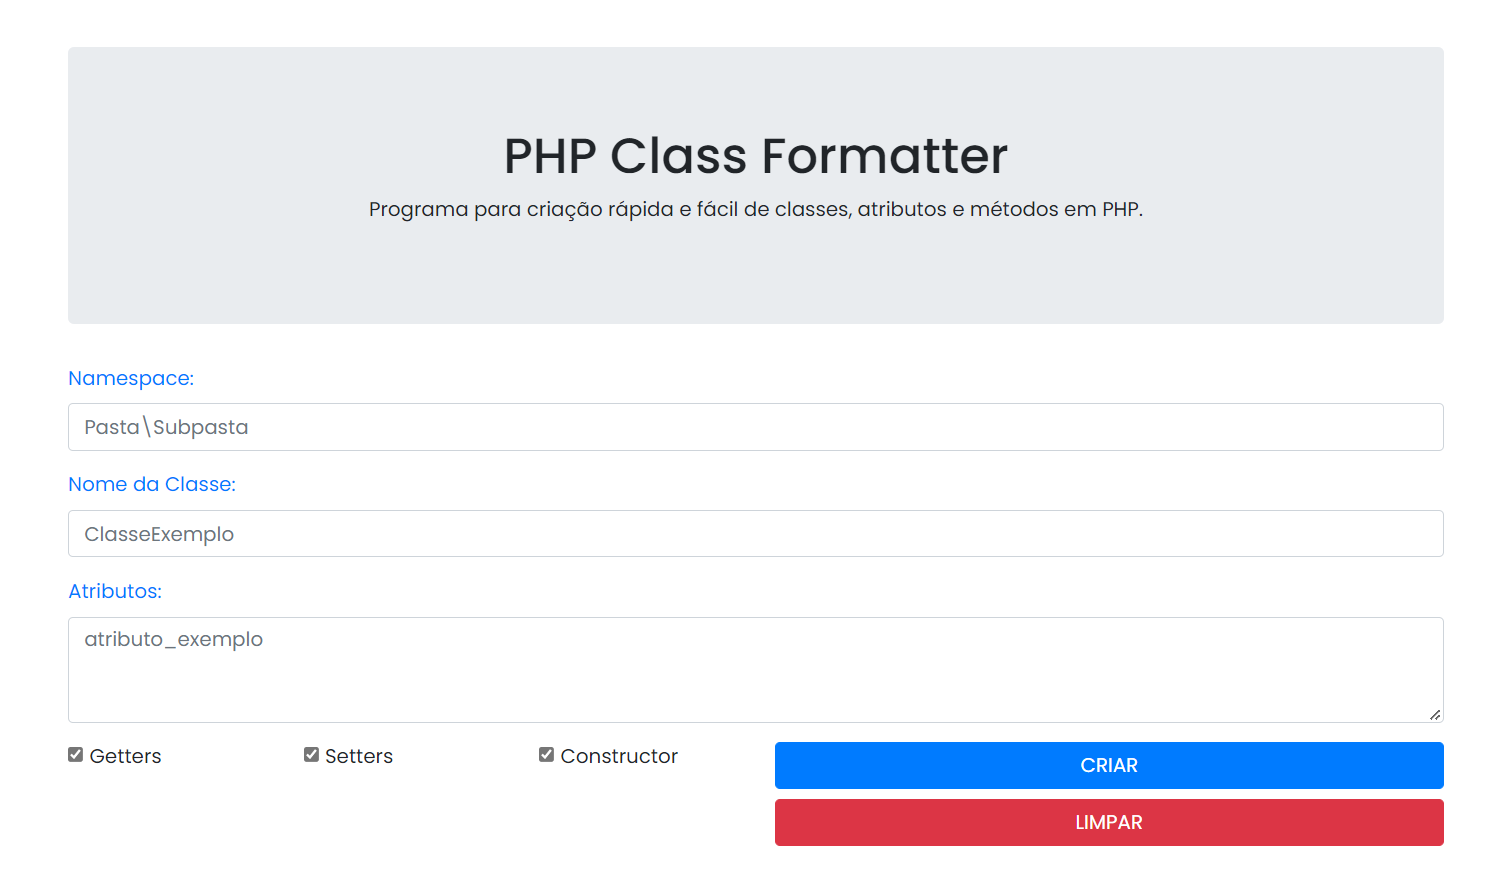 PHP Class Formatter
Programa para criação rápida e fácil de classes, atributos e métodos em PHP.
Namespace:
Pasta\Subpasta
Nome da Classe:
ClasseExemplo
Atributos:
atributo_exemplo
Getters
Setters
Constructor
CRIAR
LIMPAR